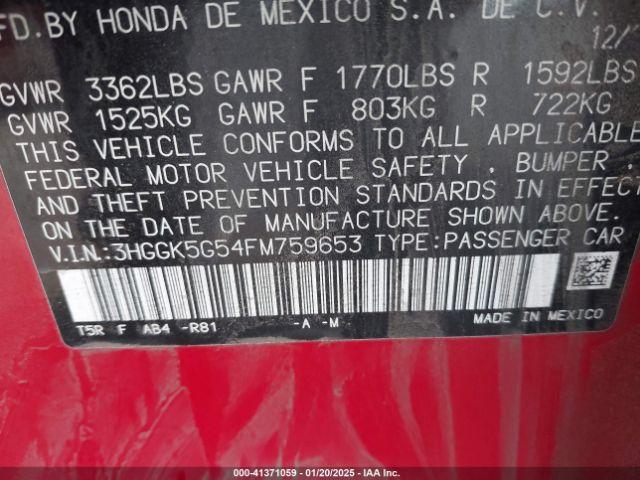 FD.BY HONDA DE MEXICO S.A. DE C.V.
12/
GVWR 3362LBS GAWR F 1770LBS R 1592LBS
GVWR 1525KG GAWR F 803KG R 722KG
THIS VEHICLE CONFORMS TO ALL APPLICABLE
FEDERAL MOTOR VEHICLE SAFETY , BUMPER
AND THEFT PREVENTION STANDARDS IN EFFECT
ON THE DATE OF MANUFACTURE SHOWN ABOVE.
V.I.N.:3HGGK5G54FM759653 TYPE:PASSENGER CAR
T5R F AB4 -R81 -A -M MADE IN MEXICO
000-41371059 — 01/20/2025 — IAA Inc.